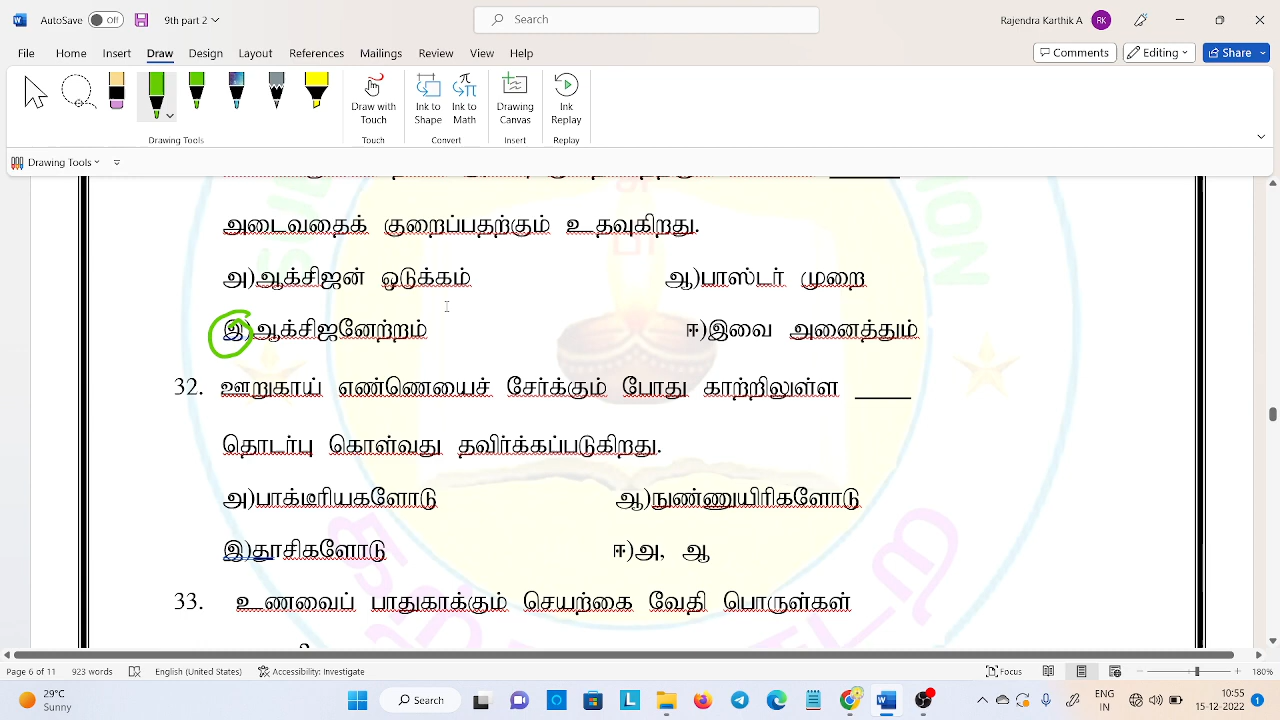 AutoSave Off 9th part 2 Search Rajendra Karthik A RK
File Home Insert Draw Design Layout References Mailings Review View Help Comments Editing Share
Draw with Touch Ink to Shape Ink to Math Drawing Canvas Ink Replay
Drawing Tools Touch Convert Insert Replay
Drawing Tools
அடைவதைக் குறைப்பதற்கும் உதவுகிறது.
அ)ஆக்சிஜன் ஒடுக்கம் ஆ)பாஸ்டர் முறை
இ)ஆக்சிஜனேற்றம் ஈ)இவை அனைத்தும்
32. ஊறுகாய் எண்ணெயைச் சேர்க்கும் போது காற்றிலுள்ள ____
தொடர்பு கொள்வது தவிர்க்கப்படுகிறது.
அ)பாக்டீரியகளோடு ஆ)நுண்ணுயிரிகளோடு
இ)தூசிகளோடு ஈ)அ, ஆ
33. உணவைப் பாதுகாக்கும் செயற்கை வேதி பொருள்கள்
Page 6 of 11 923 words English (United States) Accessibility: Investigate Focus 180%
29°C Sunny Search ENG IN 10:55 15-12-2022 1